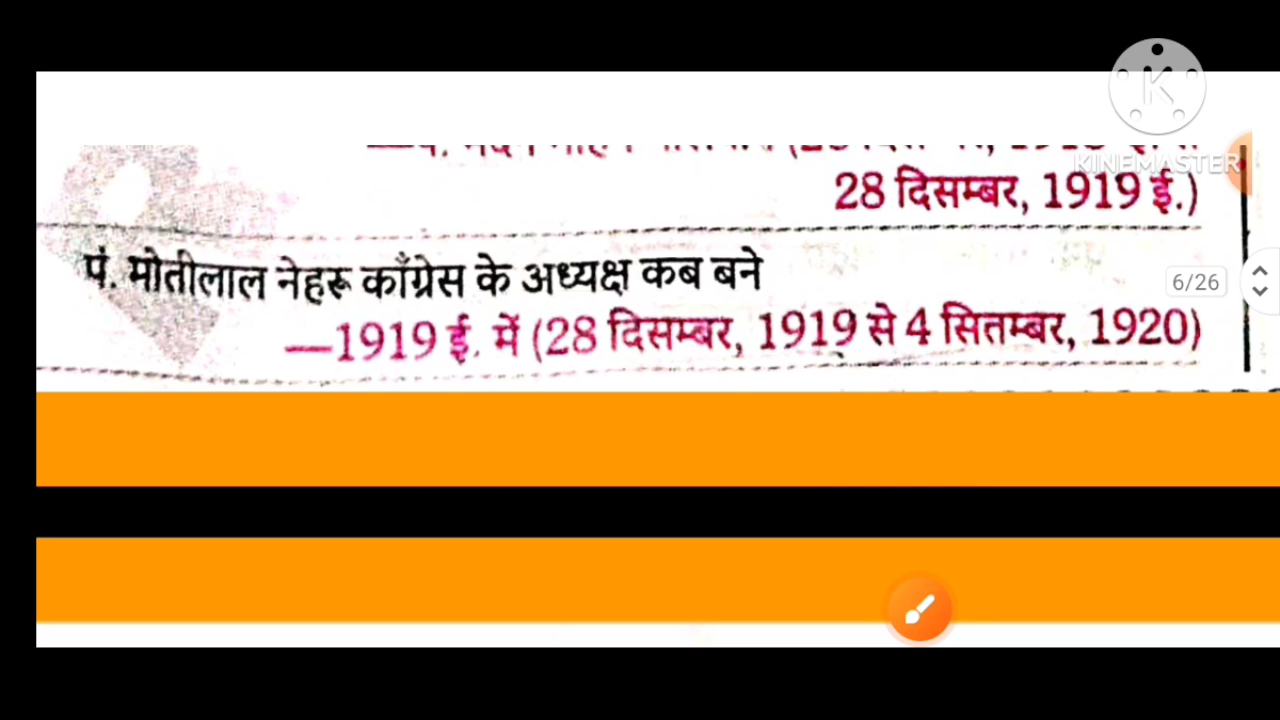 28 दिसम्बर, 1919 ई.)
KINEMASTER
पं. मोतीलाल नेहरू काँग्रेस के अध्यक्ष कब बने
6/26
—1919 ई. में (28 दिसम्बर, 1919 से 4 सितम्बर, 1920)